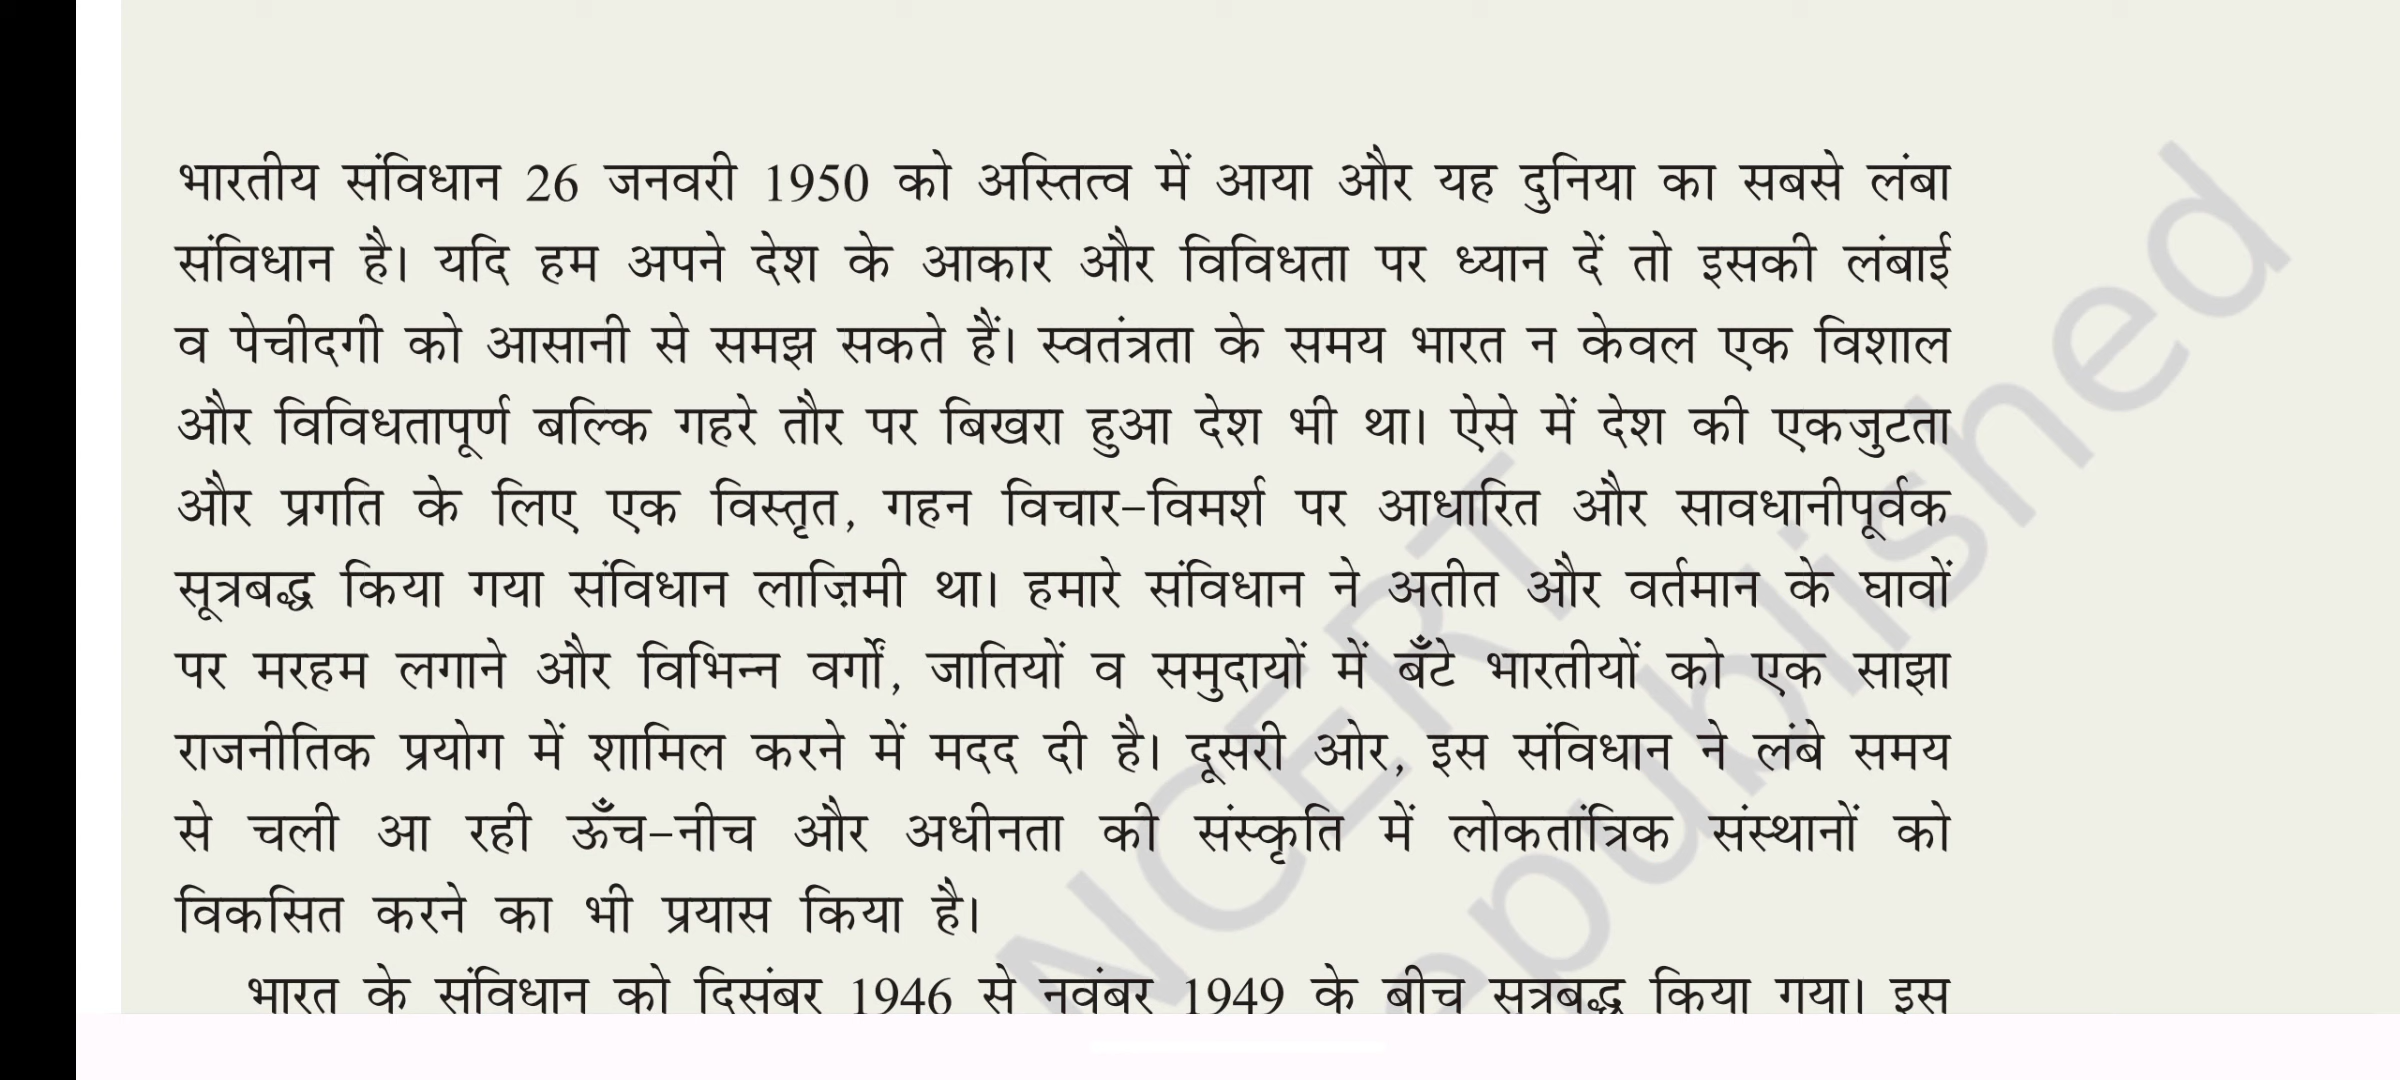 भारतीय संविधान 26 जनवरी 1950 को अस्तित्व में आया और यह दुनिया का सबसे लंबा
संविधान है। यदि हम अपने देश के आकार और विविधता पर ध्यान दें तो इसकी लंबाई
व पेचीदगी को आसानी से समझ सकते हैं। स्वतंत्रता के समय भारत न केवल एक विशाल
और विविधतापूर्ण बल्कि गहरे तौर पर बिखरा हुआ देश भी था। ऐसे में देश की एकजुटता
और प्रगति के लिए एक विस्तृत, गहन विचार-विमर्श पर आधारित और सावधानीपूर्वक
सूत्रबद्ध किया गया संविधान लाज़िमी था। हमारे संविधान ने अतीत और वर्तमान के घावों
पर मरहम लगाने और विभिन्न वर्गों, जातियों व समुदायों में बँटे भारतीयों को एक साझा
राजनीतिक प्रयोग में शामिल करने में मदद दी है। दूसरी ओर, इस संविधान ने लंबे समय
से चली आ रही ऊँच-नीच और अधीनता की संस्कृति में लोकतांत्रिक संस्थानों को
विकसित करने का भी प्रयास किया है।
भारत के संविधान को दिसंबर 1946 से नवंबर 1949 के बीच सूत्रबद्ध किया गया। इस
NCERT
epublished